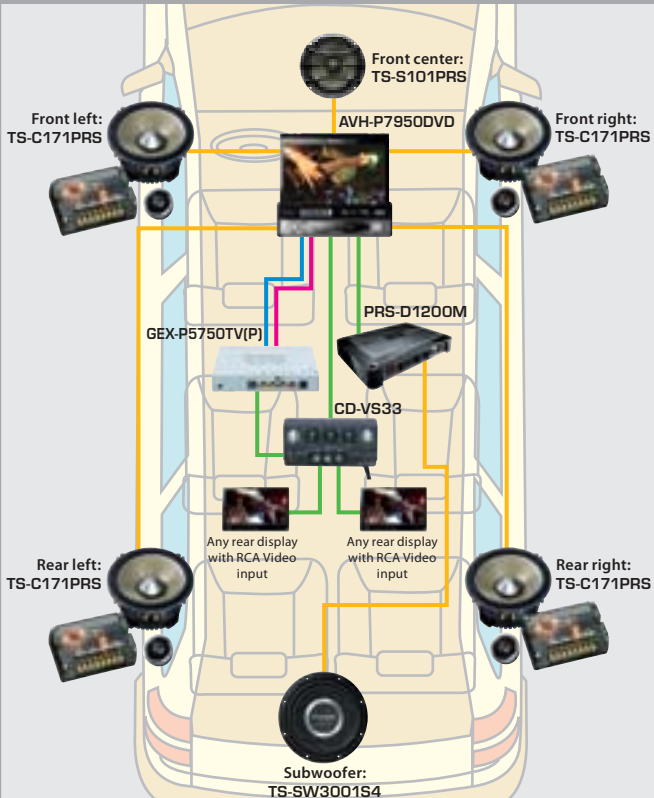 Front center:
TS-S101PRS
AVH-P7950DVD
Front left:
TS-C171PRS
Front right:
TS-C171PRS
PRS-D1200M
GEX-P5750TV(P)
CD-VS33
Any rear display
with RCA Video
input
Any rear display
with RCA Video
input
Rear left:
TS-C171PRS
Rear right:
TS-C171PRS
Subwoofer:
TS-SW3001S4